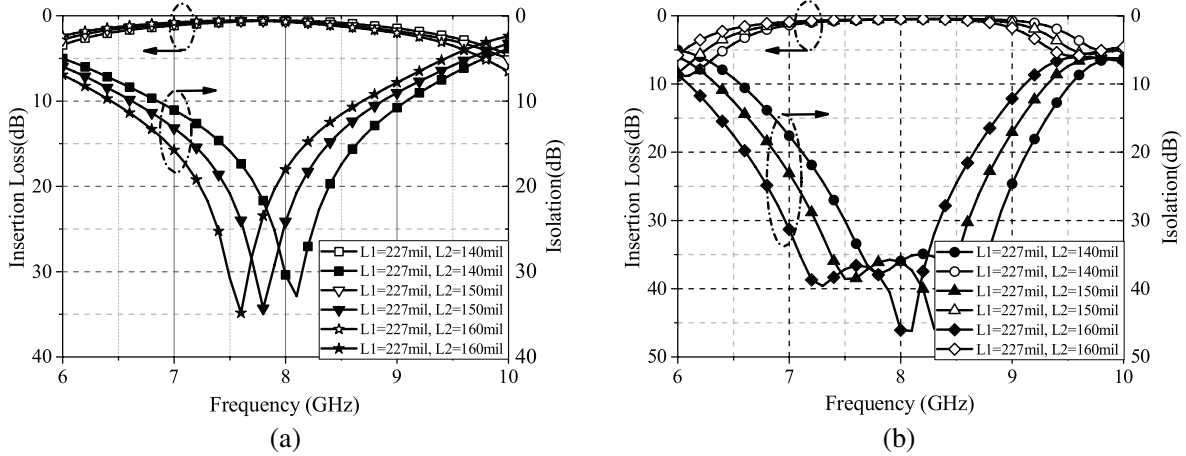 0
10
20
30
40
Insertion Loss(dB)
0
10
20
30
40
Isolation(dB)
L1=227mil, L2=140mil
L1=227mil, L2=140mil
L1=227mil, L2=150mil
L1=227mil, L2=150mil
L1=227mil, L2=160mil
L1=227mil, L2=160mil
6 7 8 9 10
Frequency (GHz)
(a)
0
10
20
30
40
50
Insertion Loss(dB)
0
10
20
30
40
50
Isolation(dB)
L1=227mil, L2=140mil
L1=227mil, L2=140mil
L1=227mil, L2=150mil
L1=227mil, L2=150mil
L1=227mil, L2=160mil
L1=227mil, L2=160mil
6 7 8 9 10
Frequency (GHz)
(b)